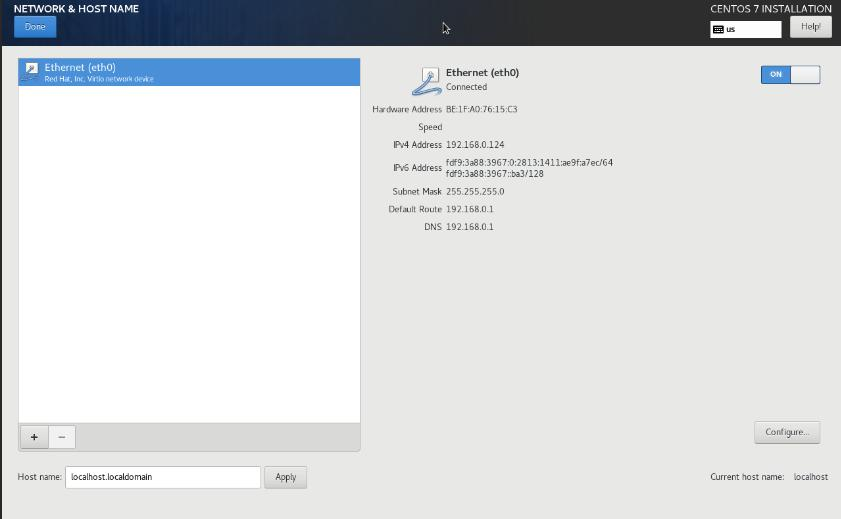 NETWORK & HOST NAME
CENTOS 7 INSTALLATION
Done
us
Help!
Ethernet (eth0)
Red Hat, Inc. Virtio network device
Ethernet (eth0)
Connected
ON
Hardware Address BE:1F:A0:76:15:C3
Speed
IPv4 Address 192.168.0.124
IPv6 Address fdf9:3a88:3967:0:2813:1411:ae9f:a7ec/64
fdf9:3a88:3967::ba3/128
Subnet Mask 255.255.255.0
Default Route 192.168.0.1
DNS 192.168.0.1
+ −
Configure...
Host name: localhost.localdomain Apply
Current host name: localhost